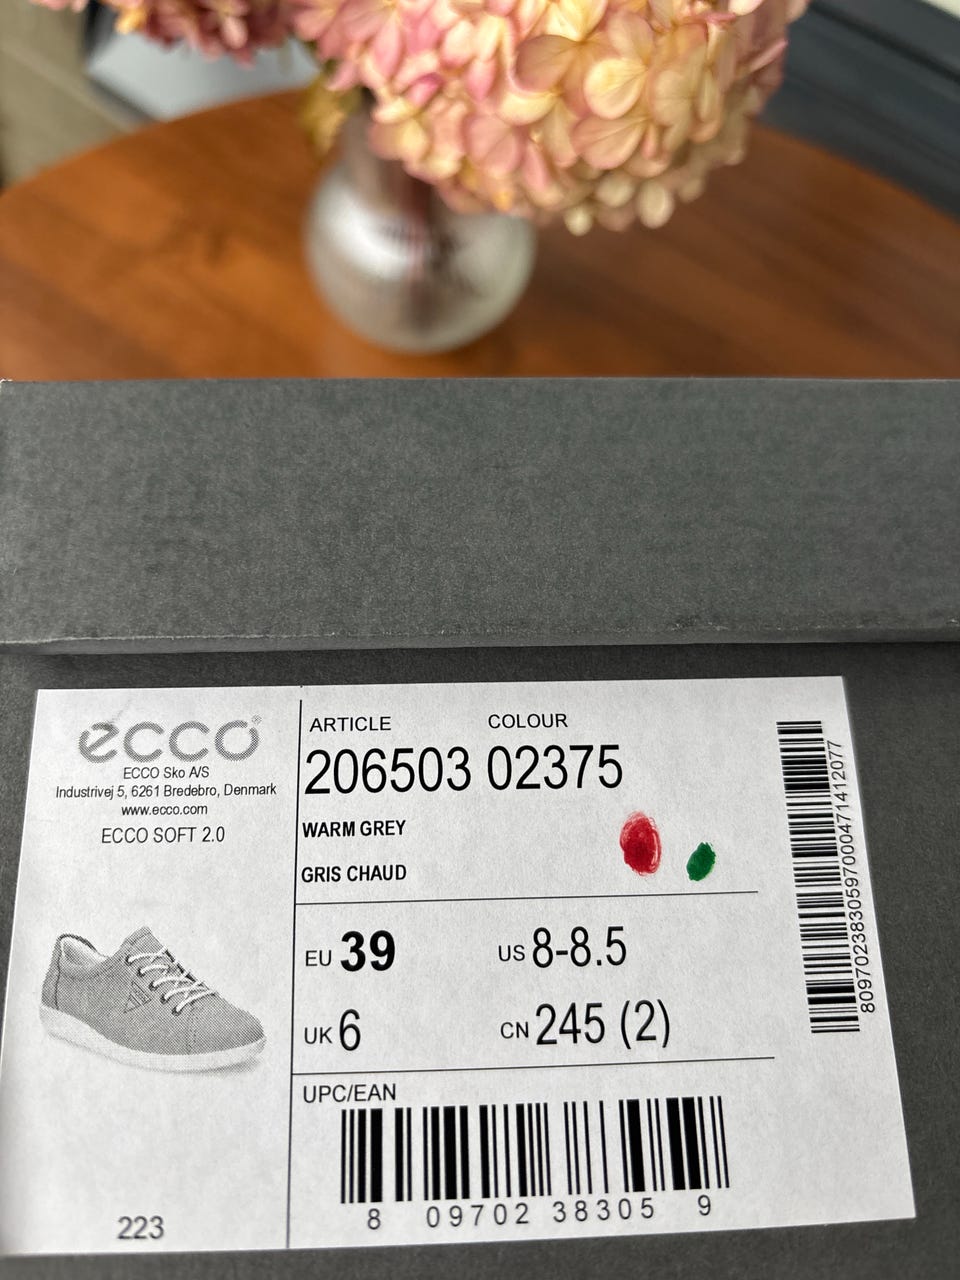 ecco®
ECCO Sko A/S
Industrivej 5, 6261 Bredebro, Denmark
www.ecco.com
ECCO SOFT 2.0
223
ARTICLE COLOUR
206503 02375
WARM GREY
GRIS CHAUD
EU 39 US 8-8.5
UK 6 CN 245 (2)
UPC/EAN
8 09702 38305 9
8097023830597000471412077